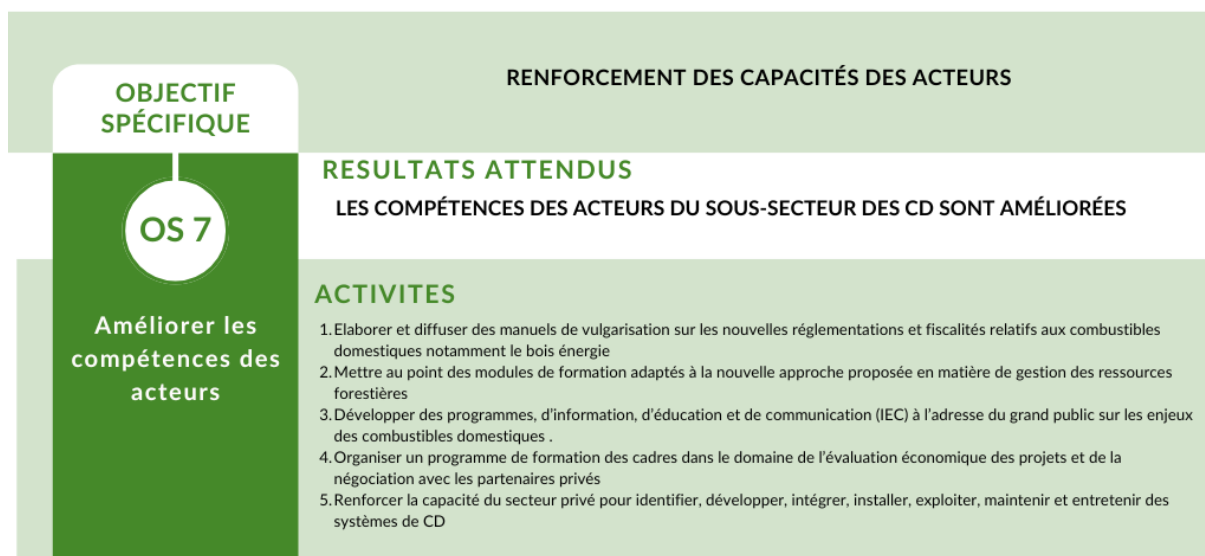 RENFORCEMENT DES CAPACITÉS DES ACTEURS
OBJECTIF
SPÉCIFIQUE
OS 7
Améliorer les
compétences des
acteurs
RESULTATS ATTENDUS
LES COMPÉTENCES DES ACTEURS DU SOUS-SECTEUR DES CD SONT AMÉLIORÉES
ACTIVITES
1. Elaborer et diffuser des manuels de vulgarisation sur les nouvelles réglementations et fiscalités relatifs aux combustibles
domestiques notamment le bois énergie
2. Mettre au point des modules de formation adaptés à la nouvelle approche proposée en matière de gestion des ressources
forestières
3. Développer des programmes, d’information, d’éducation et de communication (IEC) à l’adresse du grand public sur les enjeux
des combustibles domestiques .
4. Organiser un programme de formation des cadres dans le domaine de l’évaluation économique des projets et de la
négociation avec les partenaires privés
5. Renforcer la capacité du secteur privé pour identifier, développer, intégrer, installer, exploiter, maintenir et entretenir des
systèmes de CD